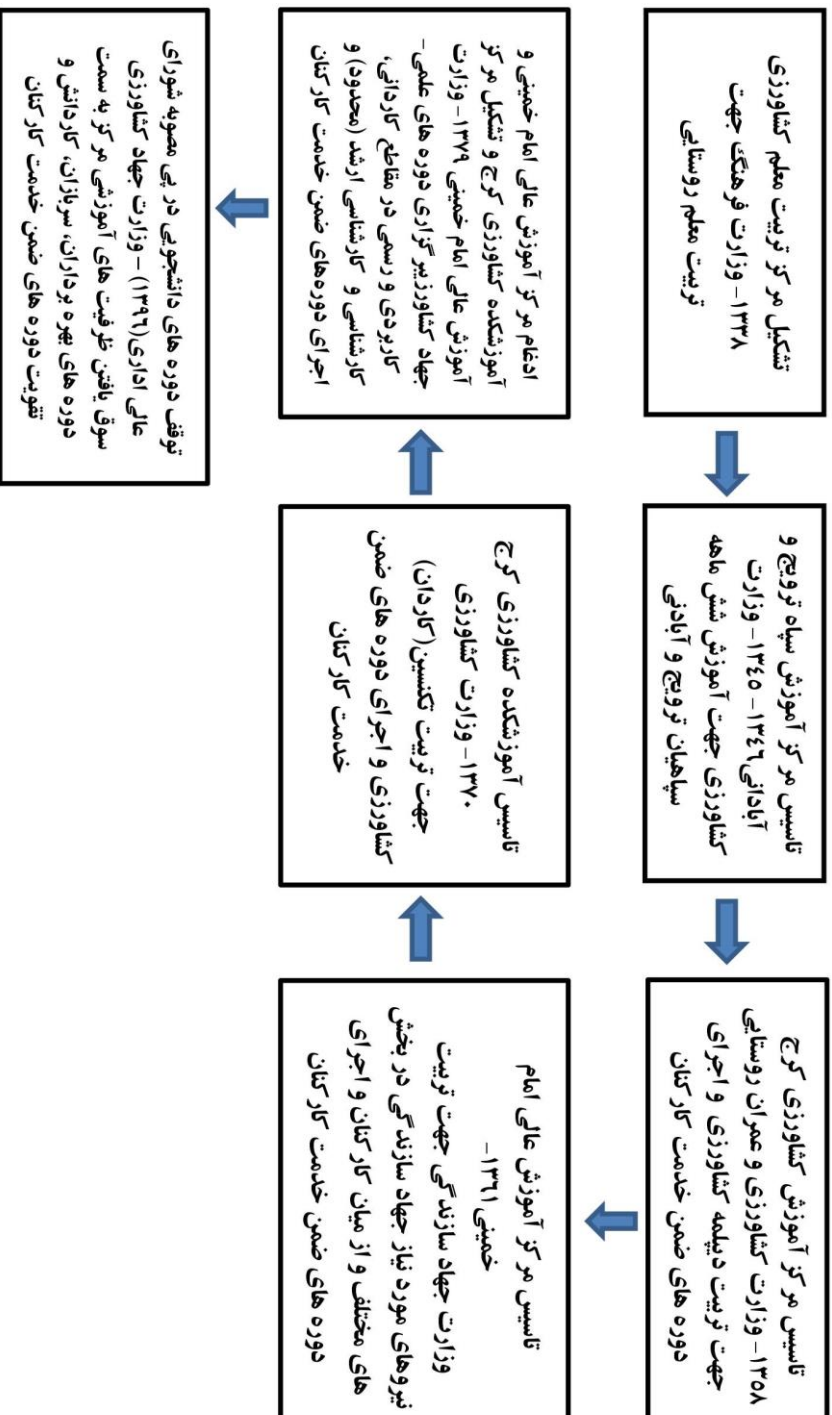 تشکیل مرکز تربیت معلم کشاورزی
۱۳۳۸- وزارت فرهنگ جهت
تربیت معلم روستایی
تاسیس مرکز آموزش سپاه ترویج و
آبادانی۱۳۴۶ -۱۳۴۵- وزارت
کشاورزی جهت آموزش شش ماهه
سپاهیان ترویج و آبادنی
تاسیس مرکز آموزش کشاورزی کرج
۱۳۵۸- وزارت کشاورزی و عمران روستایی
جهت تربیت دیپلمه کشاورزی و اجرای
دوره های ضمن خدمت کارکنان
تاسیس مرکز آموزش عالی امام
خمینی۱۳۶۱-
وزارت جهاد سازندگی جهت تربیت
نیروهای مورد نیاز جهاد سازندگی در بخش
های مختلف و از میان کارکنان و اجرای
دوره های ضمن خدمت کارکنان
تاسیس آموزشکده کشاورزی کرج
۱۳۷۰- وزارت کشاورزی
جهت تربیت تکنسین(کاردان)
کشاورزی و اجرای دوره های ضمن
خدمت کارکنان
ادغام مرکز آموزش عالی امام خمینی و
آموزشکده کشاورزی کرج و تشکیل مرکز
آموزش عالی امام خمینی ۱۳۷۹- وزارت
جهاد کشاورزیبر گزاری دوره های علمی-
کاربردی و رسمی در مقاطع کاردانی،
کارشناسی و کارشناسی ارشد (محدود) و
اجرای دوره‌های ضمن خدمت کارکنان
توقف دوره های دانشجویی در پی مصوبه شورای
عالی اداری(۱۳۹۶) – وزارت جهاد کشاورزی
سوق یافتن ظرفیت های آموزشی مرکز به سمت
دوره های بهره برداران، سربازان، کاردانش و
تقویت دوره های ضمن خدمت کارکنان